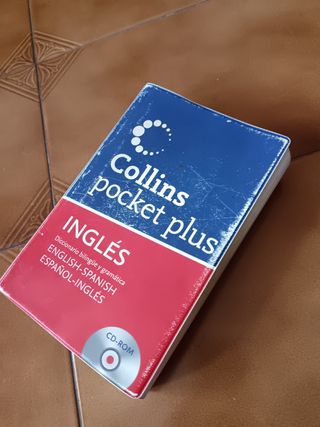 Collins
pocket plus
INGLÉS
Diccionario bilingüe y gramática
ENGLISH-SPANISH
ESPAÑOL-INGLÉS
CD-ROM